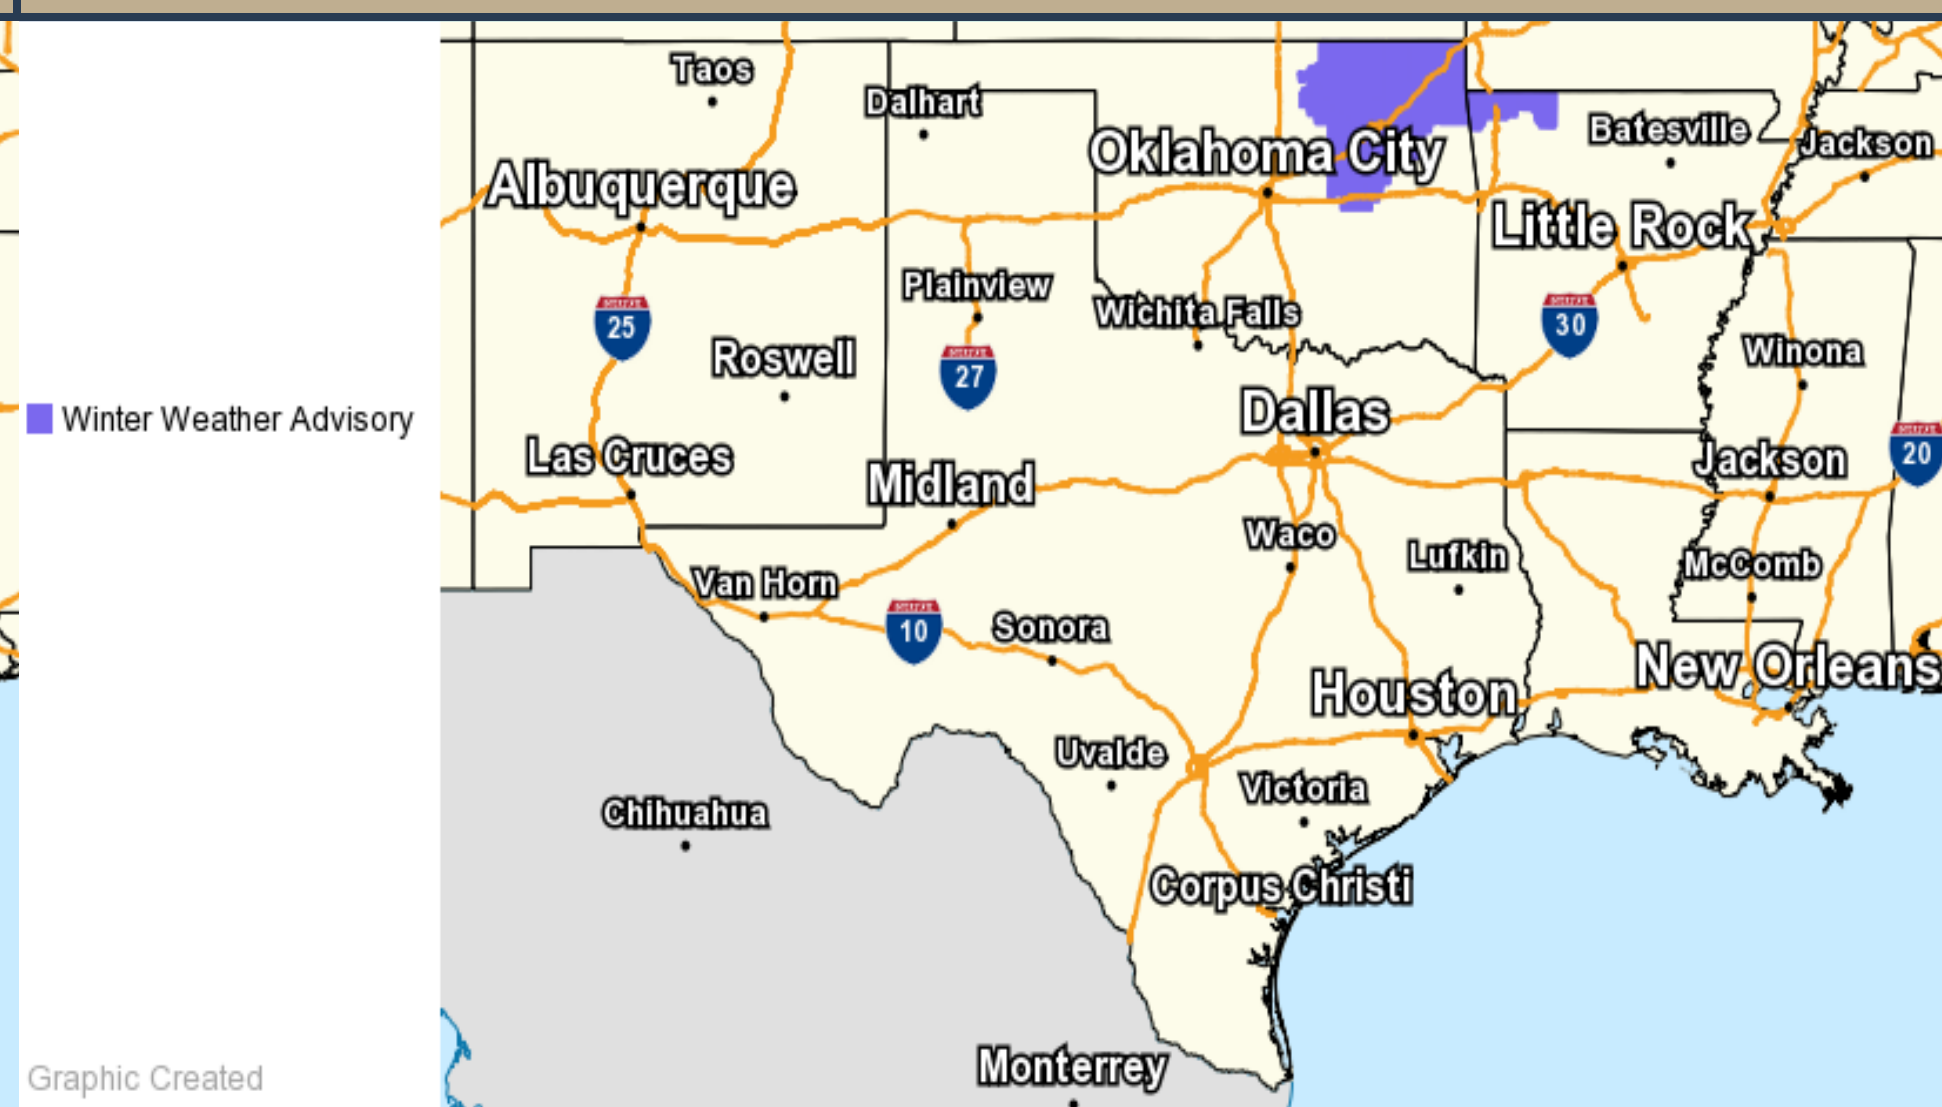 Winter Weather Advisory
Graphic Created
Taos
Dalhart
Albuquerque
Oklahoma City
Batesville
Jackson
Little Rock
Plainview
Wichita Falls
25
30
27
Roswell
Winona
Dallas
Las Cruces
Midland
Jackson
20
Waco
Lufkin
McComb
Van Horn
10
Sonora
New Orleans
Houston
Uvalde
Victoria
Chihuahua
Corpus Christi
Monterrey